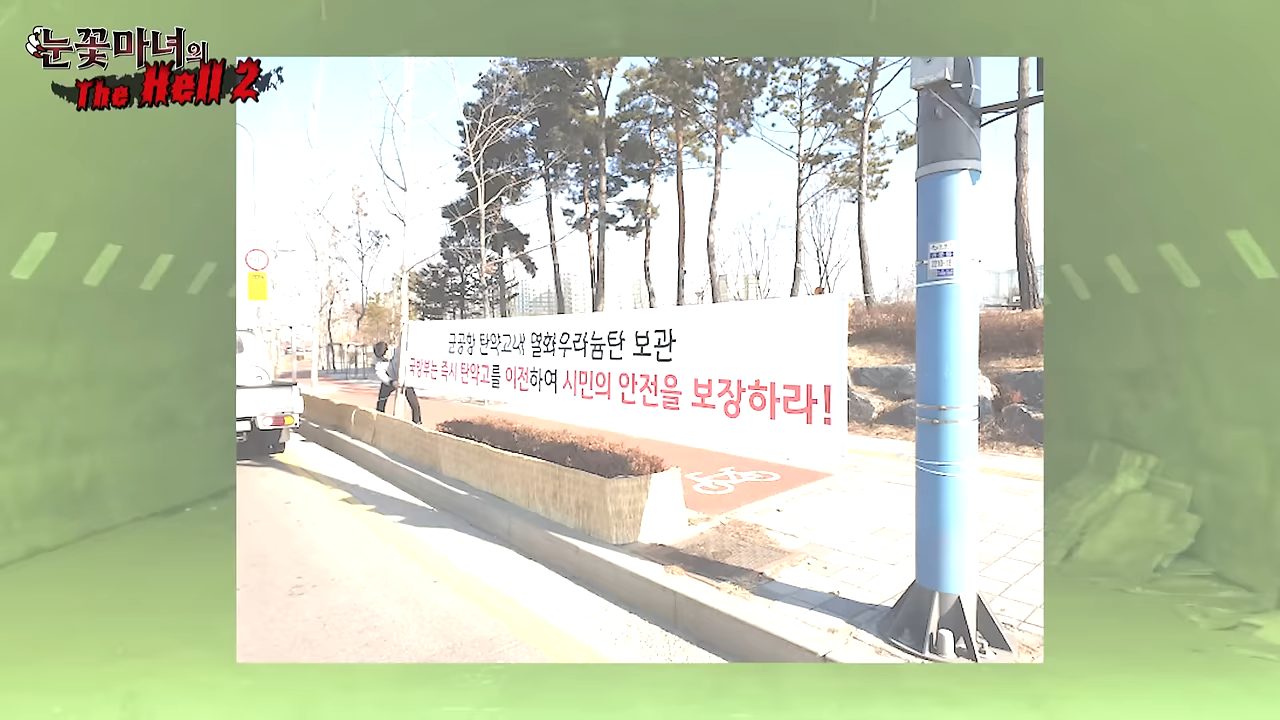 눈꽃마녀의
The Hell 2
군공항 탄약고내 열화우라늄탄 보관
국방부는 즉시 탄약고를 이전하여 시민의 안전을 보장하라!